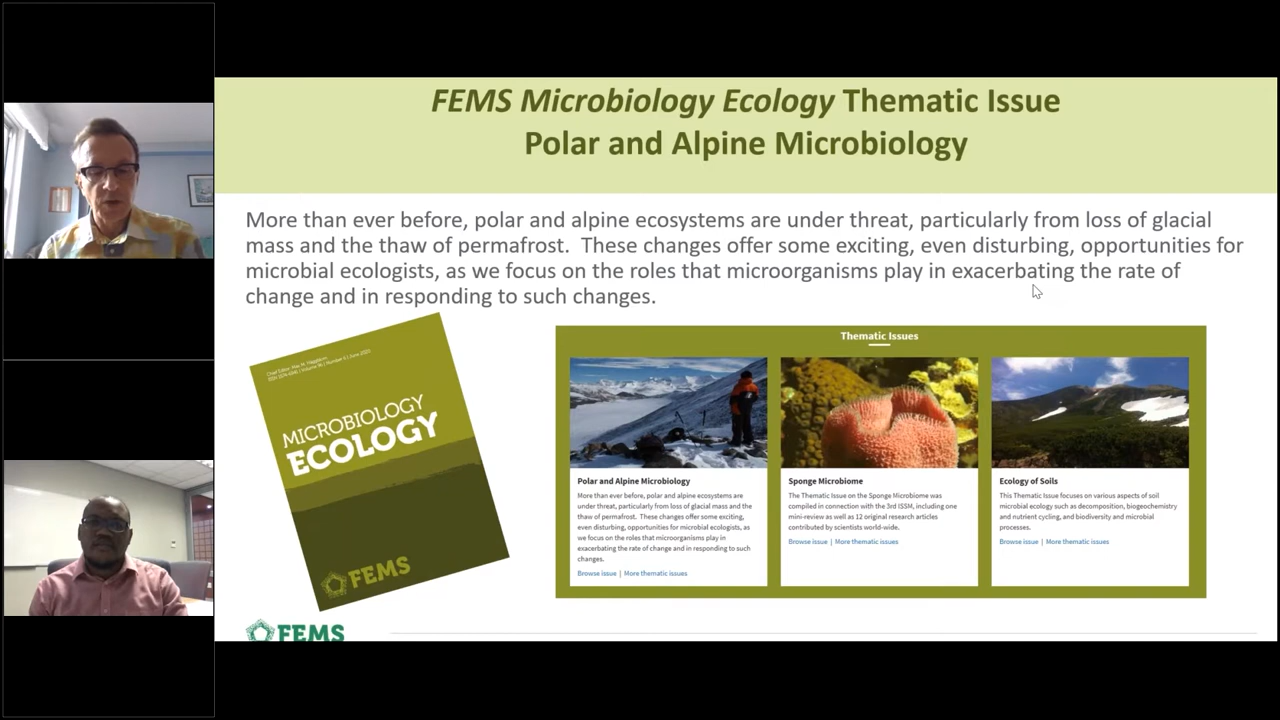 FEMS Microbiology Ecology Thematic Issue
Polar and Alpine Microbiology
More than ever before, polar and alpine ecosystems are under threat, particularly from loss of glacial
mass and the thaw of permafrost. These changes offer some exciting, even disturbing, opportunities for
microbial ecologists, as we focus on the roles that microorganisms play in exacerbating the rate of
change and in responding to such changes.
MICROBIOLOGY
ECOLOGY
FEMS
Thematic Issues
Polar and Alpine Microbiology
More than ever before, polar and alpine ecosystems are
under threat, particularly from loss of glacial mass and the
thaw of permafrost. These changes offer some exciting,
even disturbing, opportunities for microbial ecologists, as
we focus on the roles that microorganisms play in
exacerbating the rate of change and in responding to such
changes.
Browse issue | More thematic issues
Sponge Microbiome
The Thematic Issue on the Sponge Microbiome was
compiled in connection with the 3rd ISSM, including one
mini-review as well as 12 original research articles
contributed by scientists world-wide.
Browse issue | More thematic issues
Ecology of Soils
This Thematic Issue focuses on various aspects of soil
microbial ecology such as decomposition, biogeochemistry
and nutrient cycling, and biodiversity and microbial
processes.
Browse issue | More thematic issues
FEMS